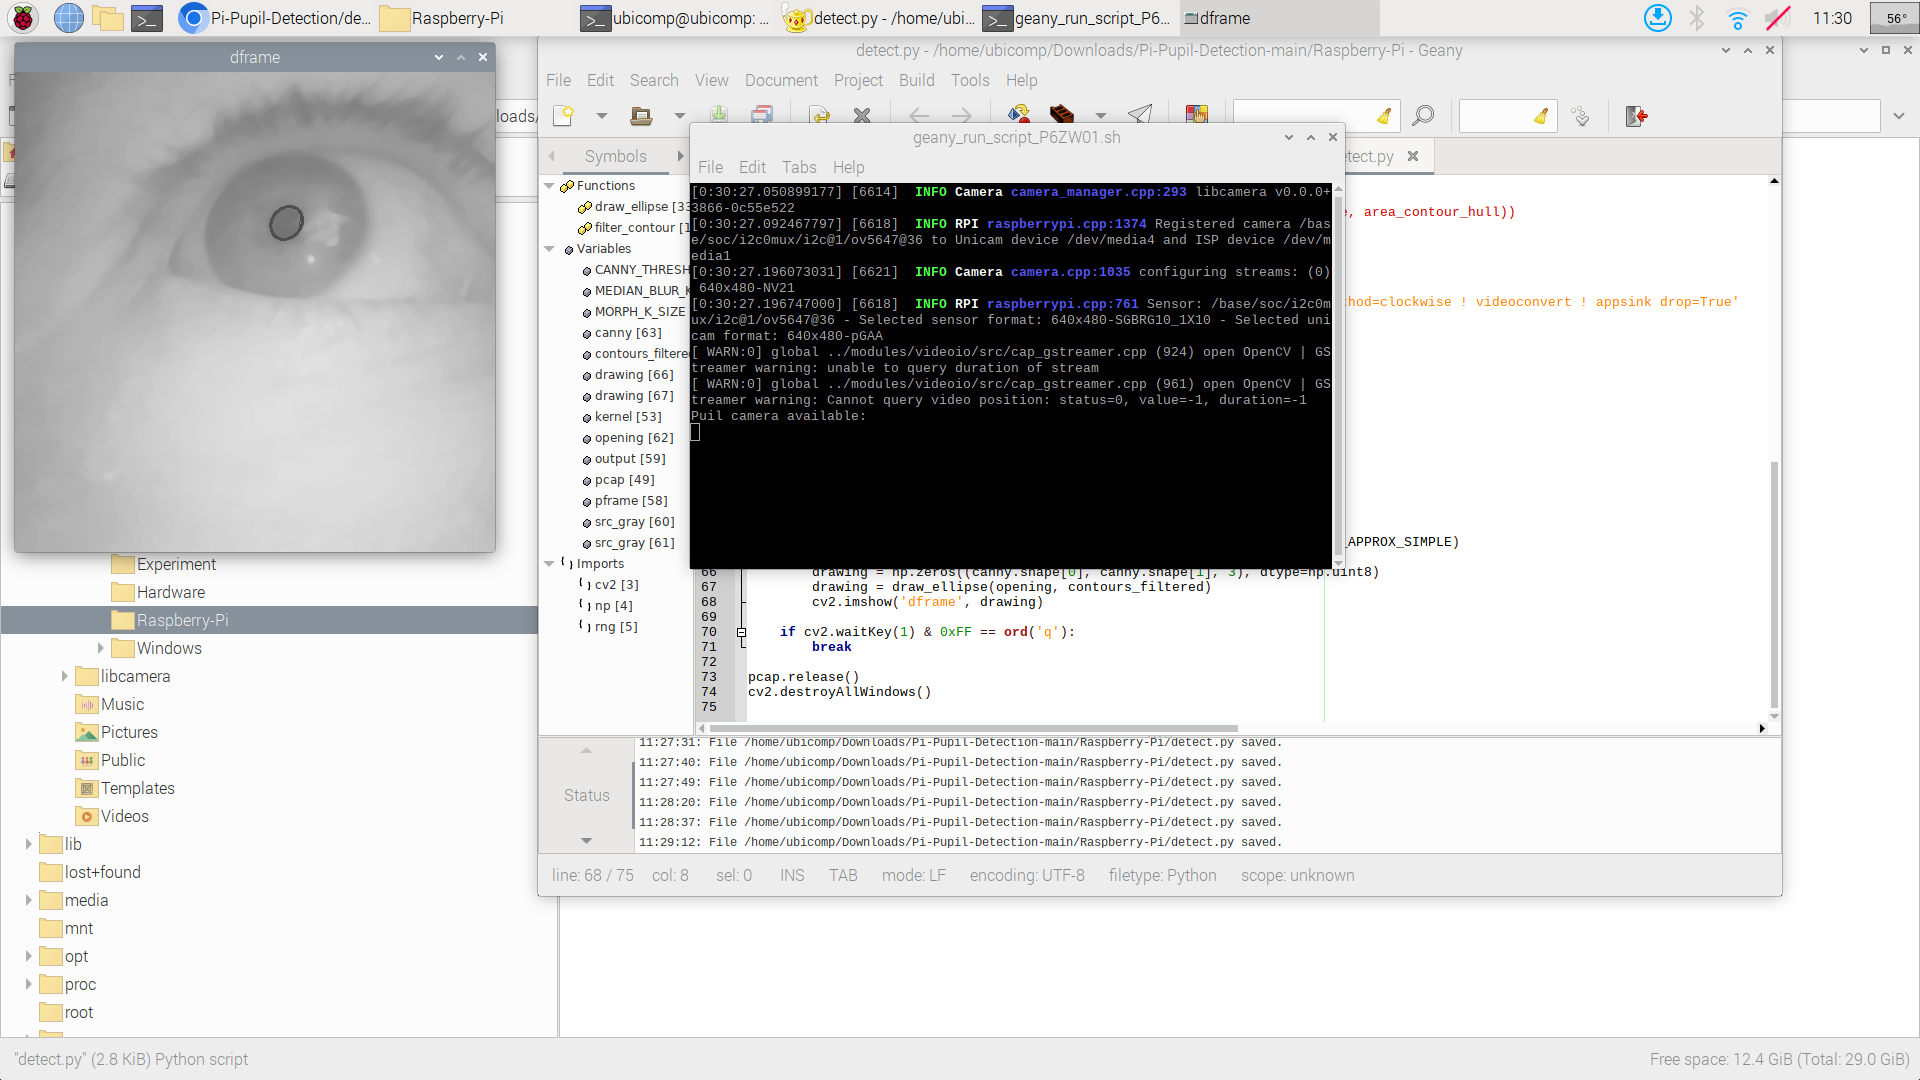 Pi-Pupil-Detection/de...
Raspberry-Pi
ubicomp@ubicomp: ...
detect.py - /home/ubi...
geany_run_script_P6...
dframe
11:30
56°
dframe
detect.py - /home/ubicomp/Downloads/Pi-Pupil-Detection-main/Raspberry-Pi - Geany
File Edit Search View Document Project Build Tools Help
loads/
Symbols
etect.py
Functions
draw_ellipse [33
filter_contour [1
Variables
CANNY_THRESH
MEDIAN_BLUR_K
MORPH_K_SIZE
canny [63]
contours_filtered
drawing [66]
drawing [67]
kernel [53]
opening [62]
output [59]
pcap [49]
pframe [58]
src_gray [60]
src_gray [61]
Imports
cv2 [3]
np [4]
rng [5]
geany_run_script_P6ZW01.sh
File Edit Tabs Help
[0:30:27.050899177] [6614]  INFO Camera camera_manager.cpp:293 libcamera v0.0.0+
3866-0c55e522
[0:30:27.092467797] [6618]  INFO RPI raspberrypi.cpp:1374 Registered camera /bas
e/soc/i2c0mux/i2c@1/ov5647@36 to Unicam device /dev/media4 and ISP device /dev/m
edia1
[0:30:27.196073031] [6621]  INFO Camera camera.cpp:1035 configuring streams: (0)
 640x480-NV21
[0:30:27.196747000] [6618]  INFO RPI raspberrypi.cpp:761 Sensor: /base/soc/i2c0m
ux/i2c@1/ov5647@36 - Selected sensor format: 640x480-SGBRG10_1X10 - Selected uni
cam format: 640x480-pGAA
[ WARN:0] global ../modules/videoio/src/cap_gstreamer.cpp (924) open OpenCV | GS
treamer warning: unable to query duration of stream
[ WARN:0] global ../modules/videoio/src/cap_gstreamer.cpp (961) open OpenCV | GS
treamer warning: Cannot query video position: status=0, value=-1, duration=-1
Puil camera available:
, area_contour_hull))
hod=clockwise ! videoconvert ! appsink drop=True'
_APPROX_SIMPLE)
66 drawing = np.zeros((canny.shape[0], canny.shape[1], 3), dtype=np.uint8)
67 drawing = draw_ellipse(opening, contours_filtered)
68 cv2.imshow('dframe', drawing)
69
70 if cv2.waitKey(1) & 0xFF == ord('q'):
71 break
72
73 pcap.release()
74 cv2.destroyAllWindows()
75
Status
11:27:31: File /home/ubicomp/Downloads/Pi-Pupil-Detection-main/Raspberry-Pi/detect.py saved.
11:27:40: File /home/ubicomp/Downloads/Pi-Pupil-Detection-main/Raspberry-Pi/detect.py saved.
11:27:49: File /home/ubicomp/Downloads/Pi-Pupil-Detection-main/Raspberry-Pi/detect.py saved.
11:28:20: File /home/ubicomp/Downloads/Pi-Pupil-Detection-main/Raspberry-Pi/detect.py saved.
11:28:37: File /home/ubicomp/Downloads/Pi-Pupil-Detection-main/Raspberry-Pi/detect.py saved.
11:29:12: File /home/ubicomp/Downloads/Pi-Pupil-Detection-main/Raspberry-Pi/detect.py saved.
line: 68 / 75 col: 8 sel: 0 INS TAB mode: LF encoding: UTF-8 filetype: Python scope: unknown
Experiment
Hardware
Raspberry-Pi
Windows
libcamera
Music
Pictures
Public
Templates
Videos
lib
lost+found
media
mnt
opt
proc
root
"detect.py" (2.8 KiB) Python script
Free space: 12.4 GiB (Total: 29.0 GiB)